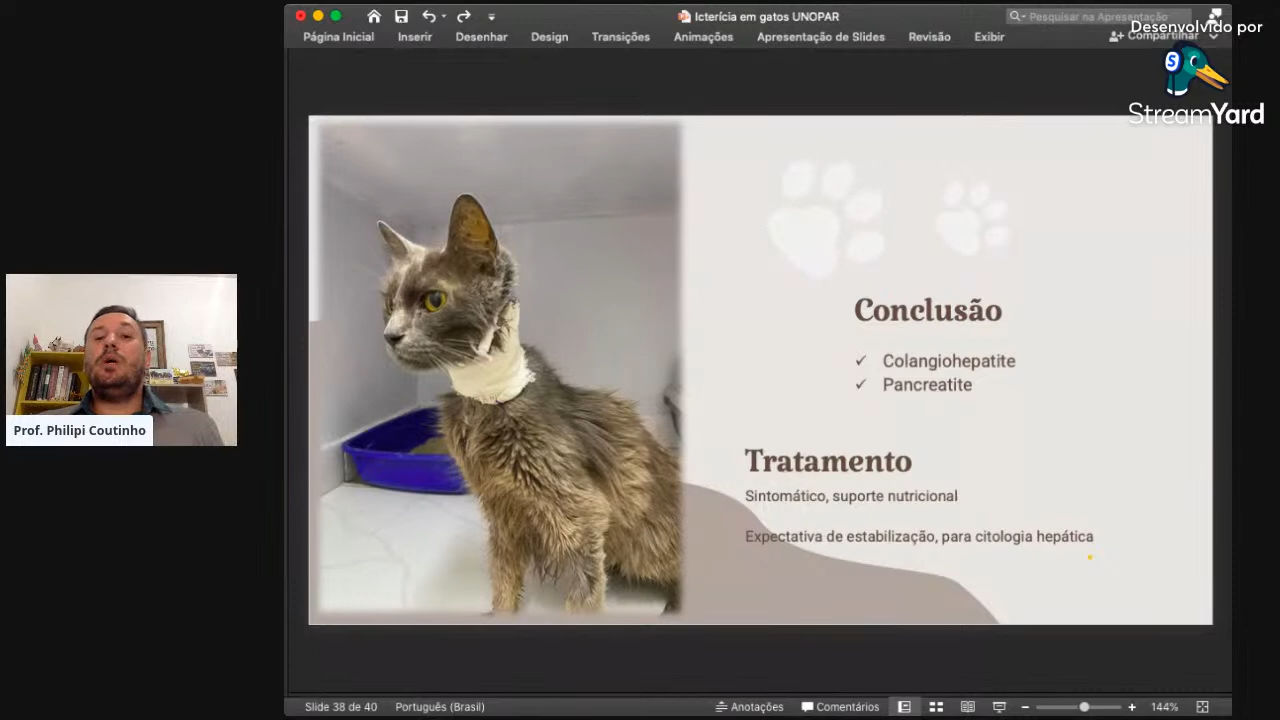 Icterícia em gatos UNOPAR
Pesquisar na Apresentação
Desenvolvido por
Página Inicial
Inserir
Desenhar
Design
Transições
Animações
Apresentação de Slides
Revisão
Exibir
Compartilhar
S
StreamYard
Conclusão
✓ Colangiohepatite
✓ Pancreatite
Tratamento
Sintomático, suporte nutricional
Expectativa de estabilização, para citologia hepática
Prof. Philipi Coutinho
Slide 38 de 40
Português (Brasil)
Anotações
Comentários
144%